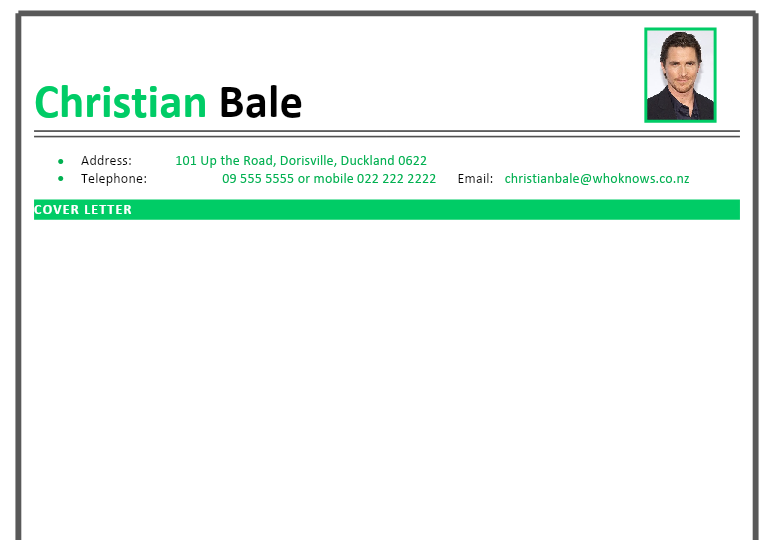 Christian Bale
Address: 101 Up the Road, Dorisville, Duckland 0622
Telephone: 09 555 5555 or mobile 022 222 2222 Email: christianbale@whoknows.co.nz
COVER LETTER